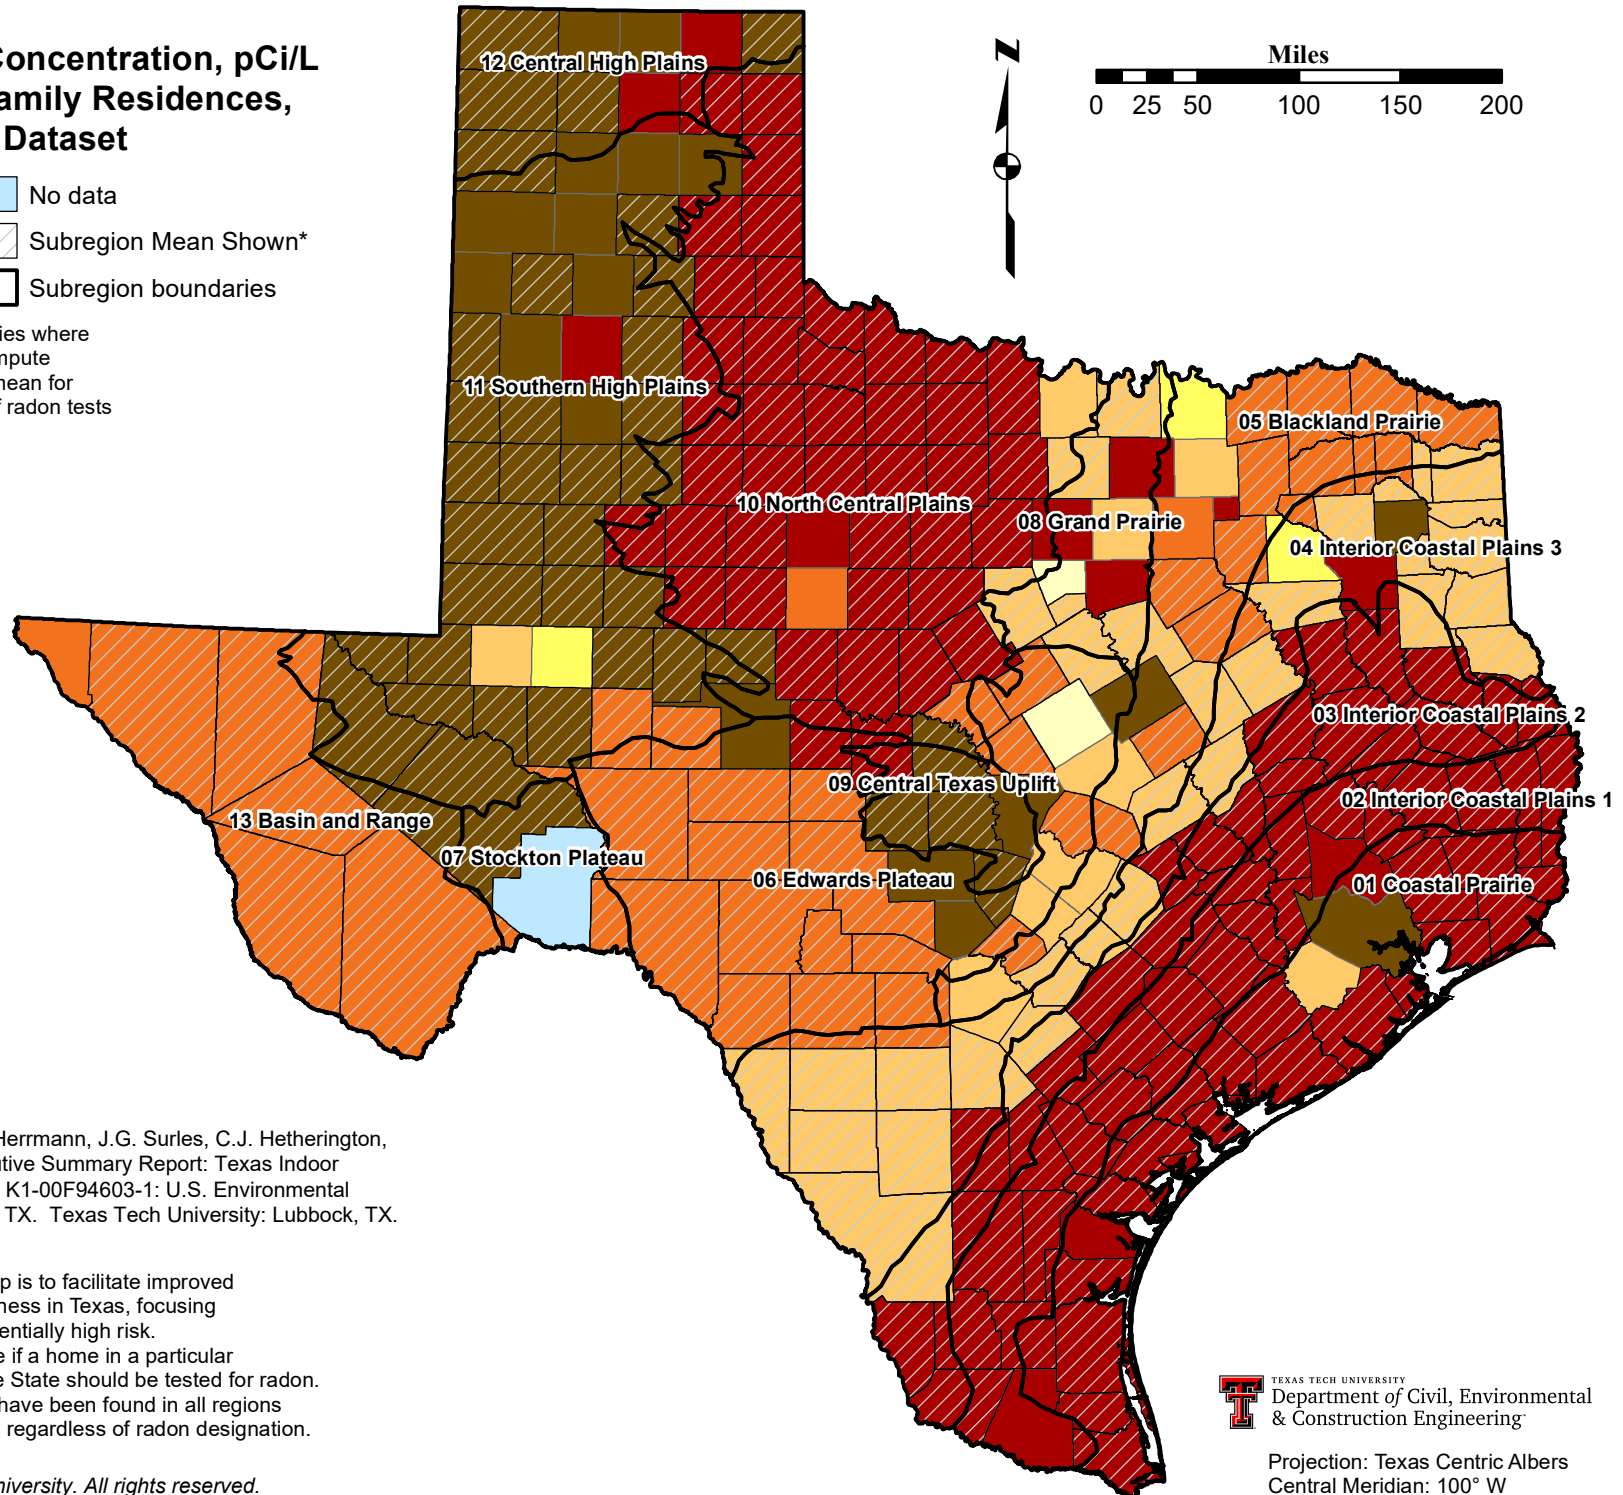 Concentration, pCi/L
amily Residences,
Dataset
No data
Subregion Mean Shown*
Subregion boundaries
ies where
mpute
mean for
f radon tests
N
Miles
0 25 50 100 150 200
12 Central High Plains
11 Southern High Plains
05 Blackland Prairie
10 North Central Plains
08 Grand Prairie
04 Interior Coastal Plains 3
03 Interior Coastal Plains 2
09 Central Texas Uplift
02 Interior Coastal Plains 1
13 Basin and Range
07 Stockton Plateau
06 Edwards Plateau
01 Coastal Prairie
Herrmann, J.G. Surles, C.J. Hetherington,
utive Summary Report: Texas Indoor
K1-00F94603-1: U.S. Environmental
TX. Texas Tech University: Lubbock, TX.
p is to facilitate improved
ness in Texas, focusing
entially high risk.
e if a home in a particular
e State should be tested for radon.
have been found in all regions
regardless of radon designation.
niversity. All rights reserved.
TEXAS TECH UNIVERSITY
Department of Civil, Environmental
& Construction Engineering
Projection: Texas Centric Albers
Central Meridian: 100° W